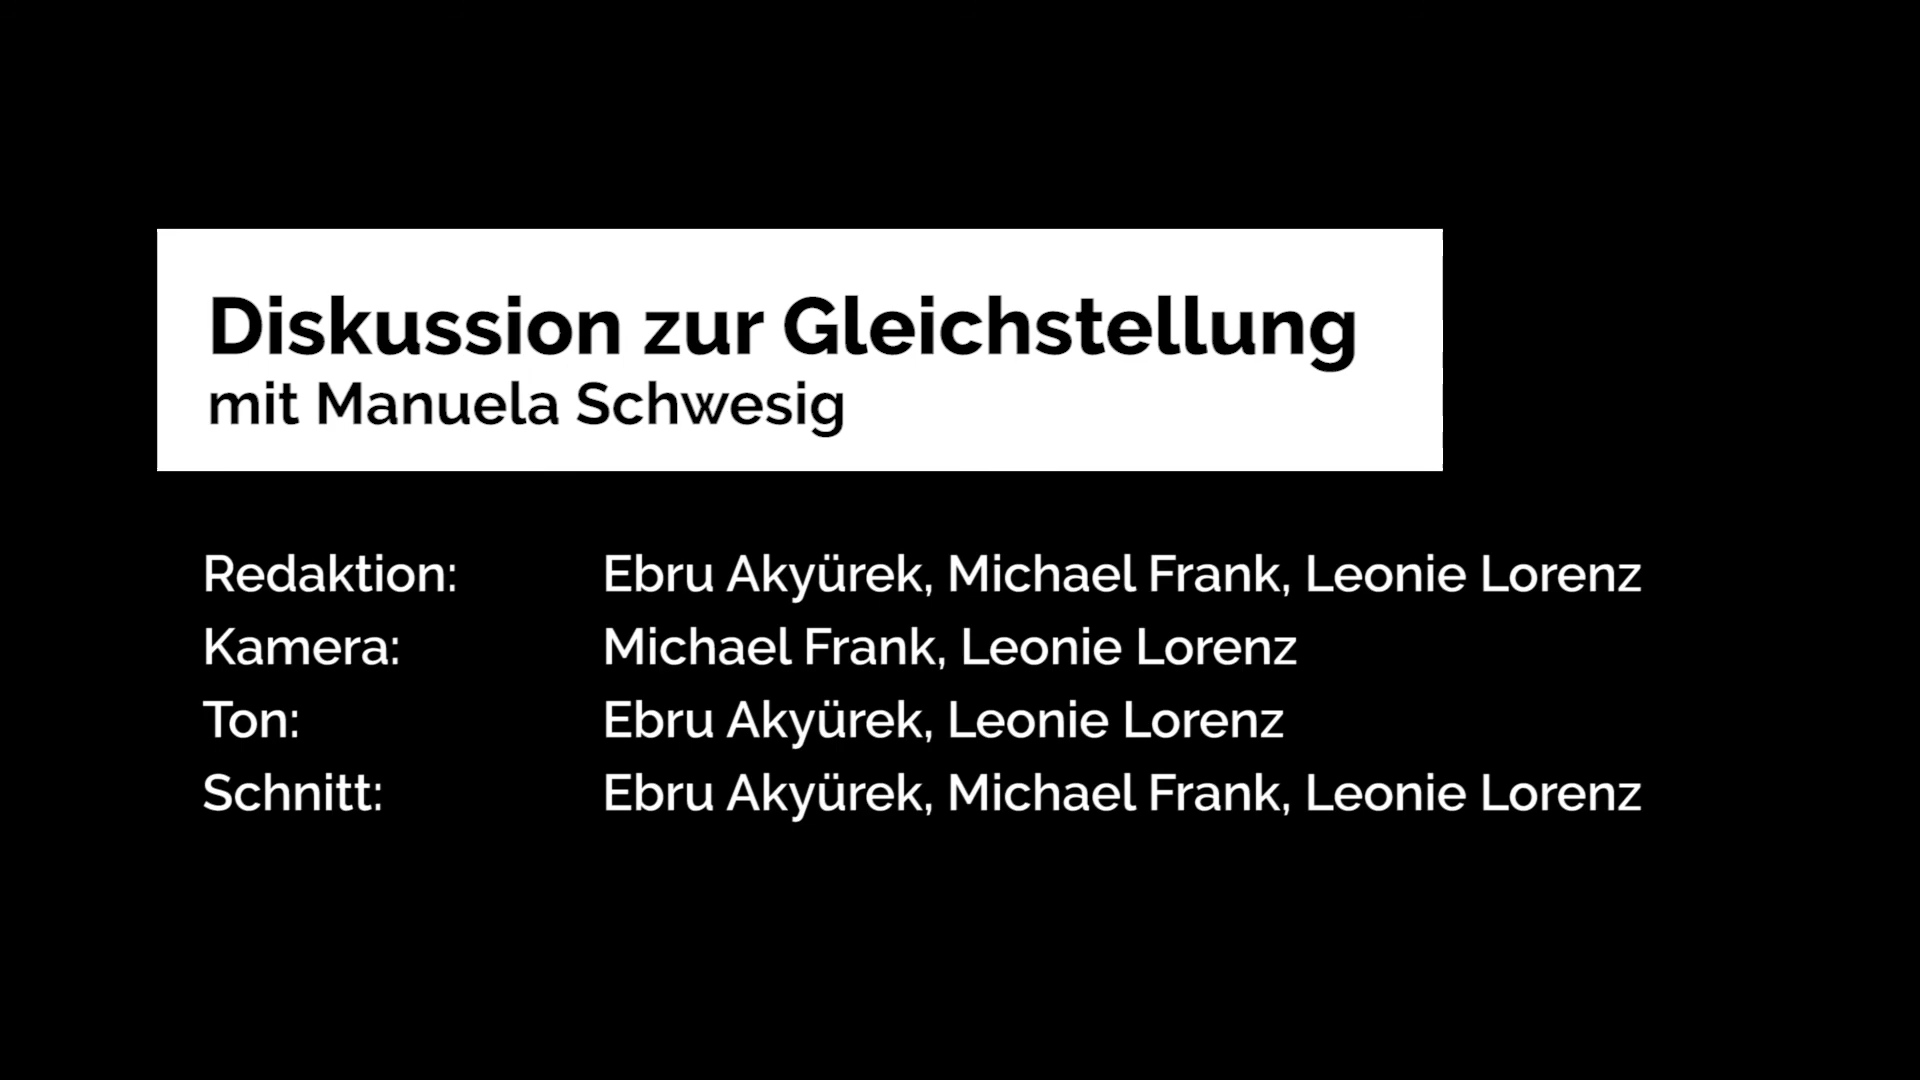 Diskussion zur Gleichstellung
mit Manuela Schwesig
Redaktion: Ebru Akyürek, Michael Frank, Leonie Lorenz
Kamera: Michael Frank, Leonie Lorenz
Ton: Ebru Akyürek, Leonie Lorenz
Schnitt: Ebru Akyürek, Michael Frank, Leonie Lorenz